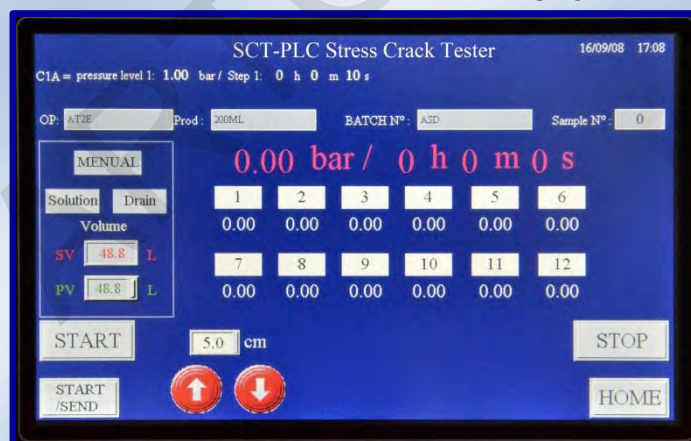 SCT-PLC Stress Crack Tester 16/09/08 17:08
C1A = pressure level 1: 1.00 bar / Step 1: 0 h 0 m 10 s
OP: AT2E Prod : 200ML BATCH N° : ASD Sample N° : 0
MENUAL 0.00 bar / 0 h 0 m 0 s
Solution Drain 1 2 3 4 5 6
Volume 0.00 0.00 0.00 0.00 0.00 0.00
SV 48.8 L 7 8 9 10 11 12
PV 48.8 L 0.00 0.00 0.00 0.00 0.00 0.00
START 5.0 cm STOP
START
/SEND HOME